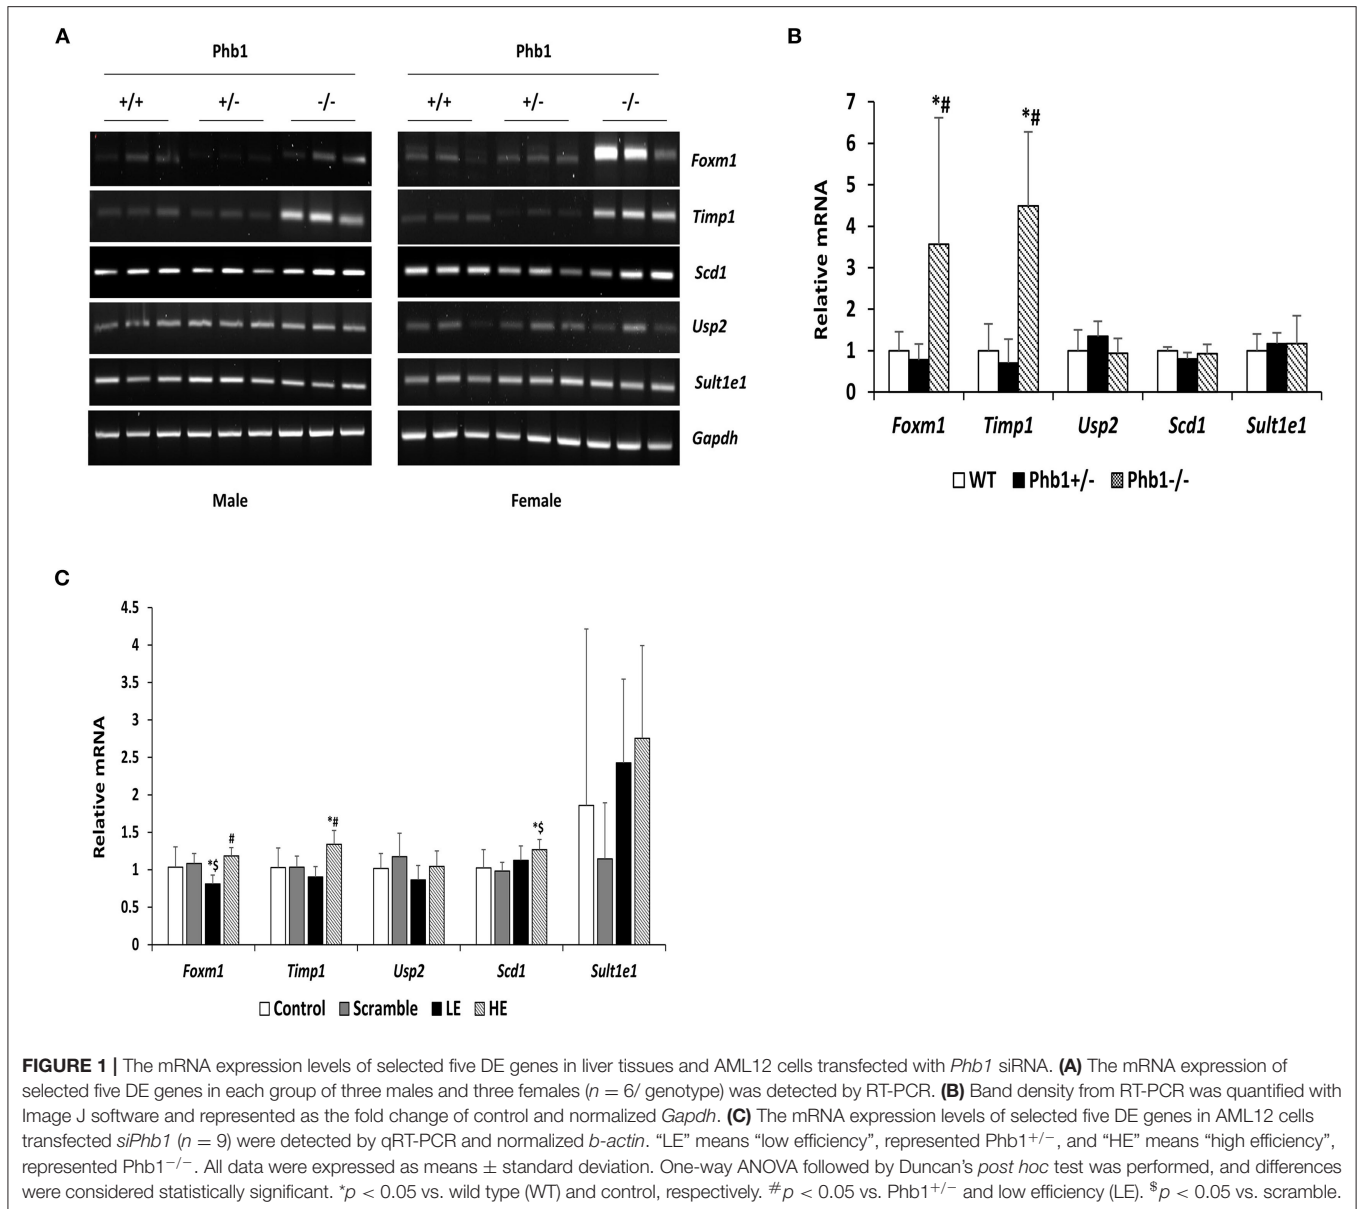 A
Phb1
Phb1
+/+ +/- -/-
+/+ +/- -/-
Foxm1
Timp1
Scd1
Usp2
Sult1e1
Gapdh
Male
Female
B
Relative mRNA
7
6
5
4
3
2
1
0
*#
*#
Foxm1 Timp1 Usp2 Scd1 Sult1e1
WT Phb1+/- Phb1-/-
C
Relative mRNA
4.5
4
3.5
3
2.5
2
1.5
1
0.5
0
*$
#
*#
*$
Foxm1 Timp1 Usp2 Scd1 Sult1e1
Control Scramble LE HE
FIGURE 1 | The mRNA expression levels of selected five DE genes in liver tissues and AML12 cells transfected with Phb1 siRNA. (A) The mRNA expression of
selected five DE genes in each group of three males and three females (n = 6/ genotype) was detected by RT-PCR. (B) Band density from RT-PCR was quantified with
Image J software and represented as the fold change of control and normalized Gapdh. (C) The mRNA expression levels of selected five DE genes in AML12 cells
transfected siPhb1 (n = 9) were detected by qRT-PCR and normalized b-actin. “LE” means “low efficiency”, represented Phb1+/−, and “HE” means “high efficiency”,
represented Phb1−/−. All data were expressed as means ± standard deviation. One-way ANOVA followed by Duncan’s post hoc test was performed, and differences
were considered statistically significant. *p < 0.05 vs. wild type (WT) and control, respectively. #p < 0.05 vs. Phb1+/− and low efficiency (LE). $p < 0.05 vs. scramble.